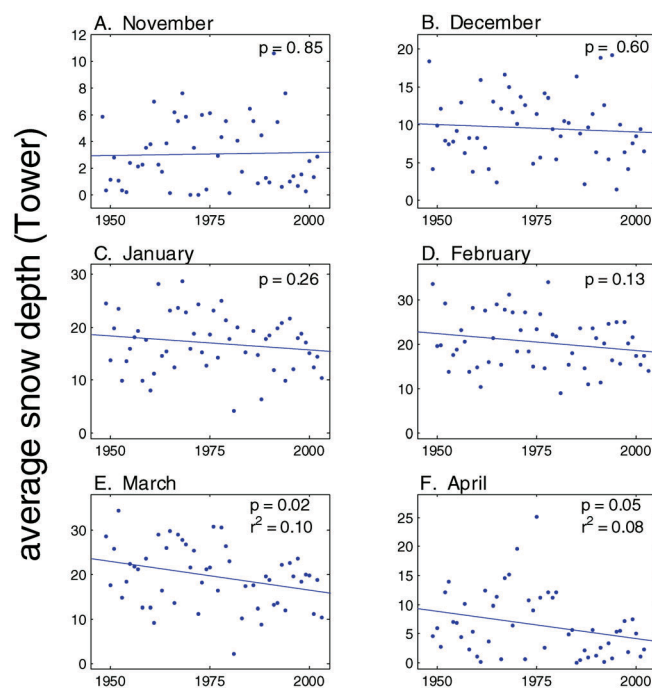 average snow depth (Tower)
A. November
p = 0.85
12
10
8
6
4
2
0
1950 1975 2000
B. December
p = 0.60
20
15
10
5
0
1950 1975 2000
C. January
p = 0.26
30
20
10
0
1950 1975 2000
D. February
p = 0.13
30
20
10
0
1950 1975 2000
E. March
p = 0.02
r² = 0.10
30
20
10
0
1950 1975 2000
F. April
p = 0.05
r² = 0.08
25
20
15
10
5
0
1950 1975 2000